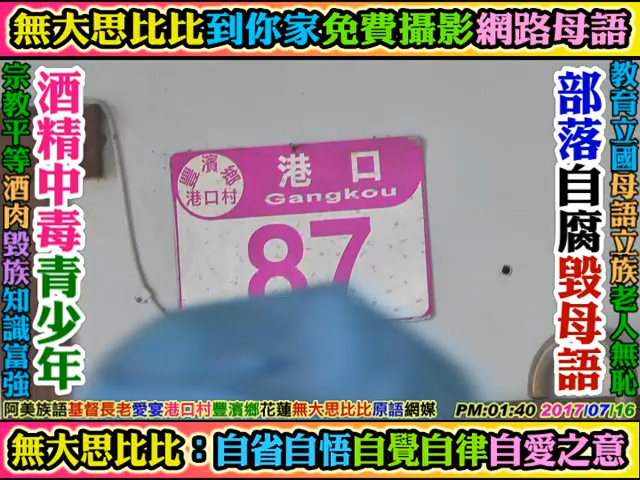 無大思比比到你家免費攝影網路母語
宗教平等酒肉毀族知識富強
酒精中毒青少年
豐濱鄉
港口村
港口
Gangkou
87
部落自腐毀母語
教育立國母語立族老人無恥
阿美族語基督長老愛宴港口村豐濱鄉花蓮無大思比比原語網媒 PM:01:40 2017/07/16
無大思比比：自省自悟自覺自律自愛之意